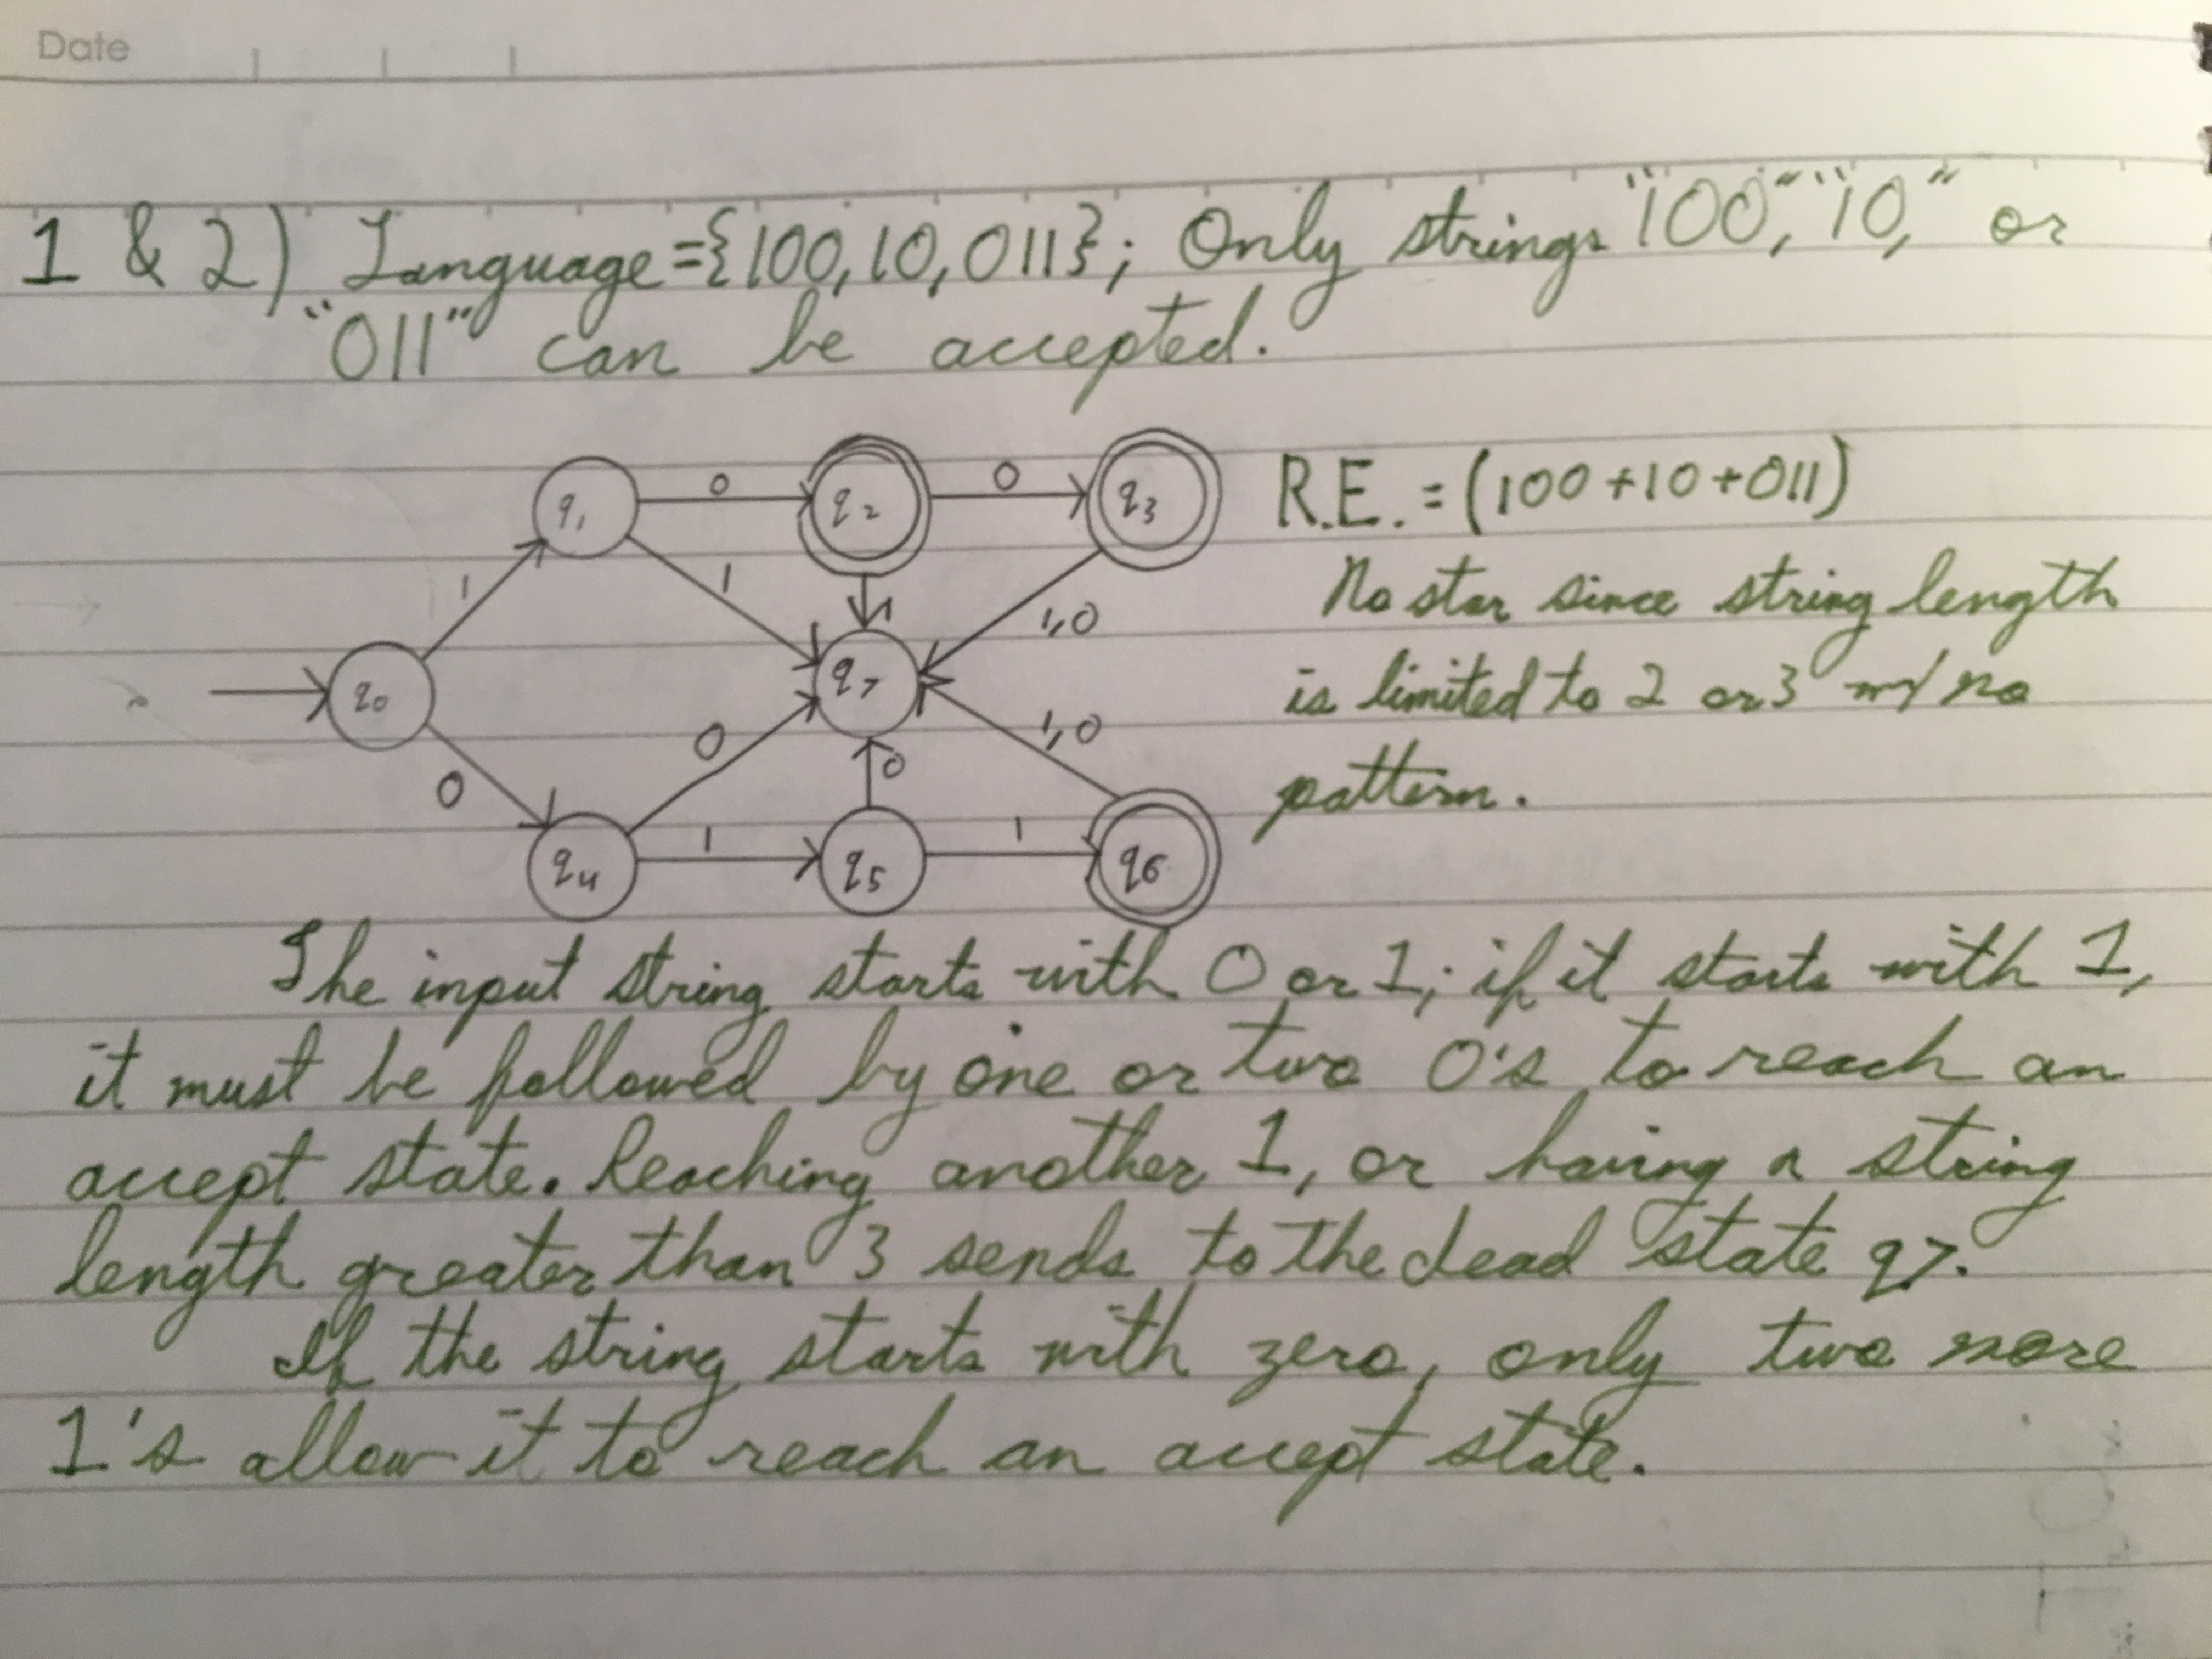 Date
1 & 2) Language = {100, 10, 011}; Only strings "100," "10," or
"011" can be accepted.
q1 0 q2 0 q3 R.E. = (100 + 10 + 011)
1 1 1 1,0 No star since string length
q0 q7 is limited to 2 or 3 w/ no
0 0 0 1,0 pattern.
q4 1 q5 1 q6
The input string starts with 0 or 1; if it starts with 1,
it must be followed by one or two 0's to reach an
accept state. Reaching another 1, or having a string
length greater than 3 sends to the dead state q7.
If the string starts with zero, only two more
1's allow it to reach an accept state.